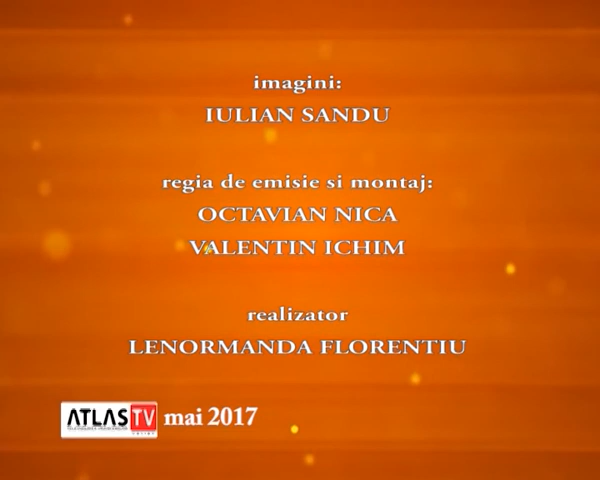 imagini:
IULIAN SANDU
regia de emisie si montaj:
OCTAVIAN NICA
VALENTIN ICHIM
realizator
LENORMANDA FLORENTIU
ATLAS TV mai 2017